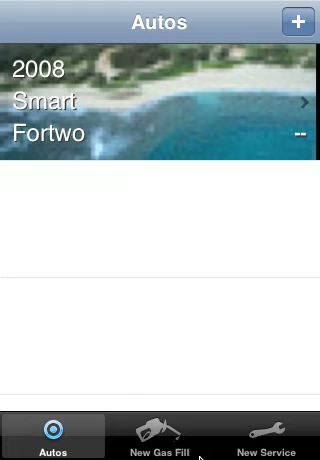 Autos
+
2008
Smart
Fortwo
--
Autos
New Gas Fill
New Service